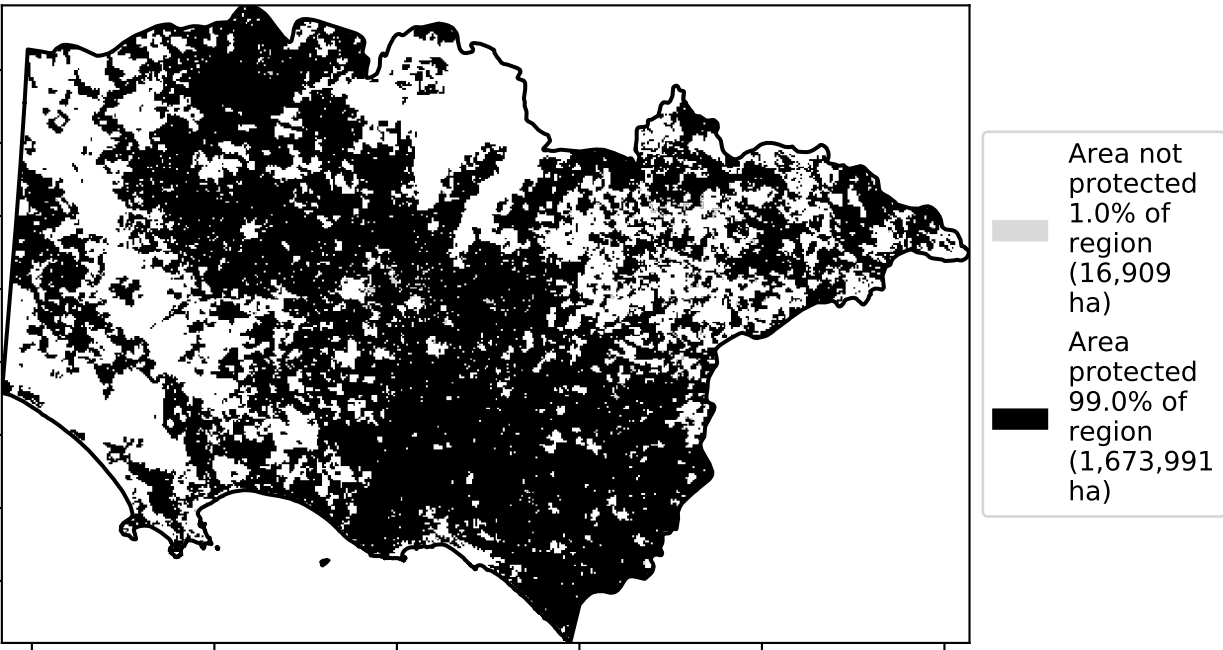 Area not
protected
1.0% of
region
(16,909
ha)
Area
protected
99.0% of
region
(1,673,991
ha)